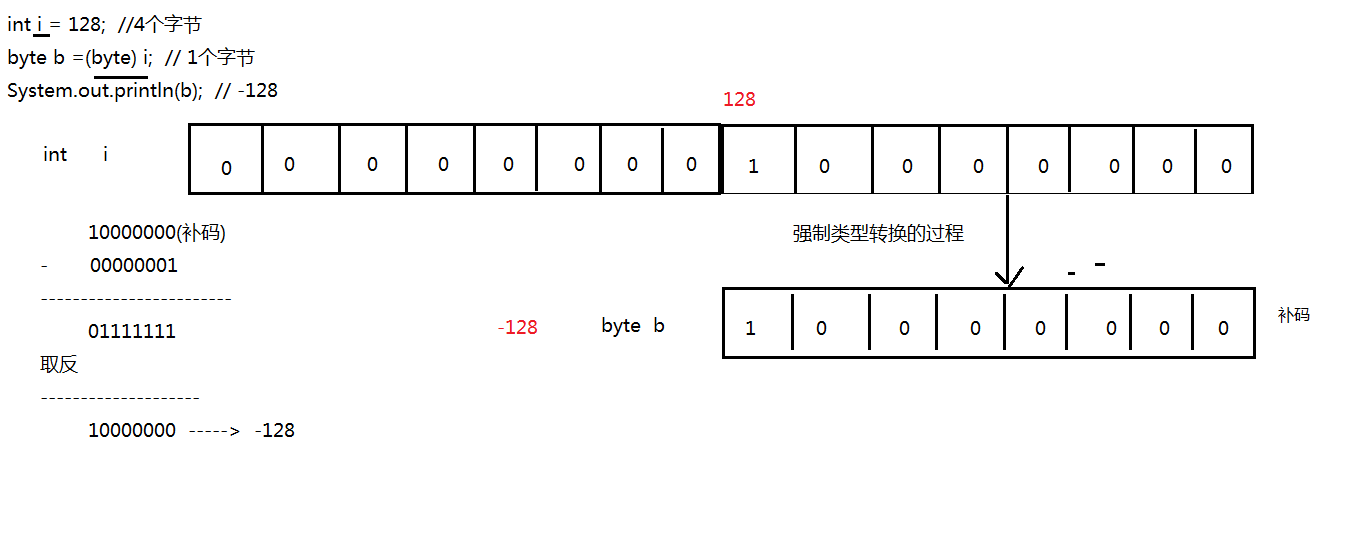 int i = 128;  //4个字节
byte b =(byte) i;  // 1个字节
System.out.println(b);  // -128
128
int i 0 0 0 0 0 0 0 0 1 0 0 0 0 0 0 0
10000000(补码)
强制类型转换的过程
- 00000001
------------------------
01111111
-128 byte b 1 0 0 0 0 0 0 0 补码
取反
--------------------
10000000 -----> -128